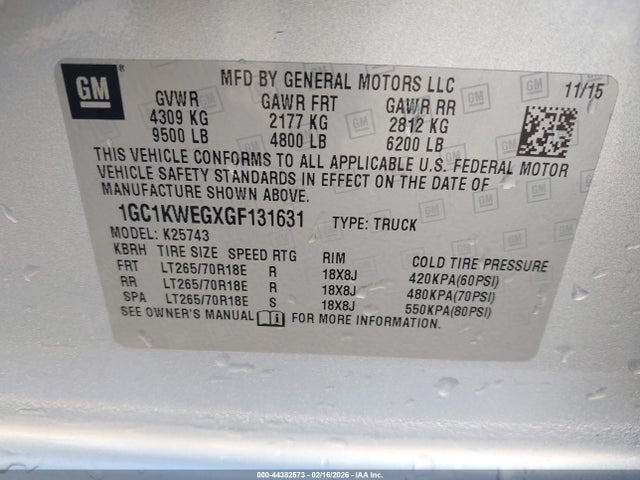 GM
MFD BY GENERAL MOTORS LLC 11/15
GVWR GAWR FRT GAWR RR
4309 KG 2177 KG 2812 KG
9500 LB 4800 LB 6200 LB
THIS VEHICLE CONFORMS TO ALL APPLICABLE U.S. FEDERAL MOTOR
VEHICLE SAFETY STANDARDS IN EFFECT ON THE DATE OF
MANUFACTURE SHOWN ABOVE.
1GC1KWEGXGF131631 TYPE: TRUCK
MODEL: K25743
KBRH TIRE SIZE SPEED RTG RIM COLD TIRE PRESSURE
FRT LT265/70R18E R 18X8J 420KPA(60PSI)
RR LT265/70R18E R 18X8J 480KPA(70PSI)
SPA LT265/70R18E S 18X8J 550KPA(80PSI)
SEE OWNER'S MANUAL FOR MORE INFORMATION.
000-44382573 - 02/16/2026 - IAA Inc.